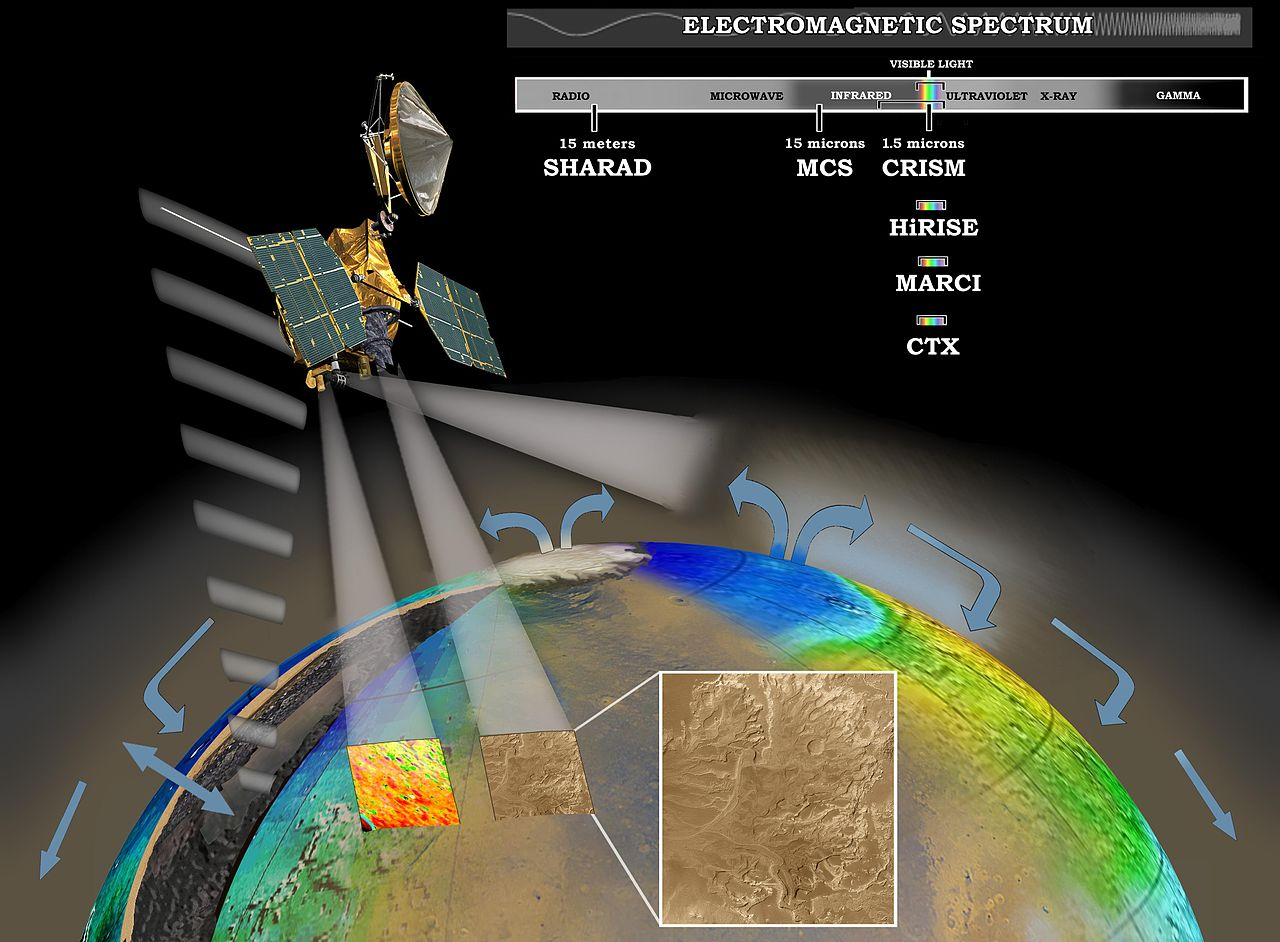 ELECTROMAGNETIC SPECTRUM
VISIBLE LIGHT
RADIO MICROWAVE INFRARED ULTRAVIOLET X-RAY GAMMA
15 meters 15 microns 1.5 microns
SHARAD MCS CRISM
HiRISE
MARCI
CTX